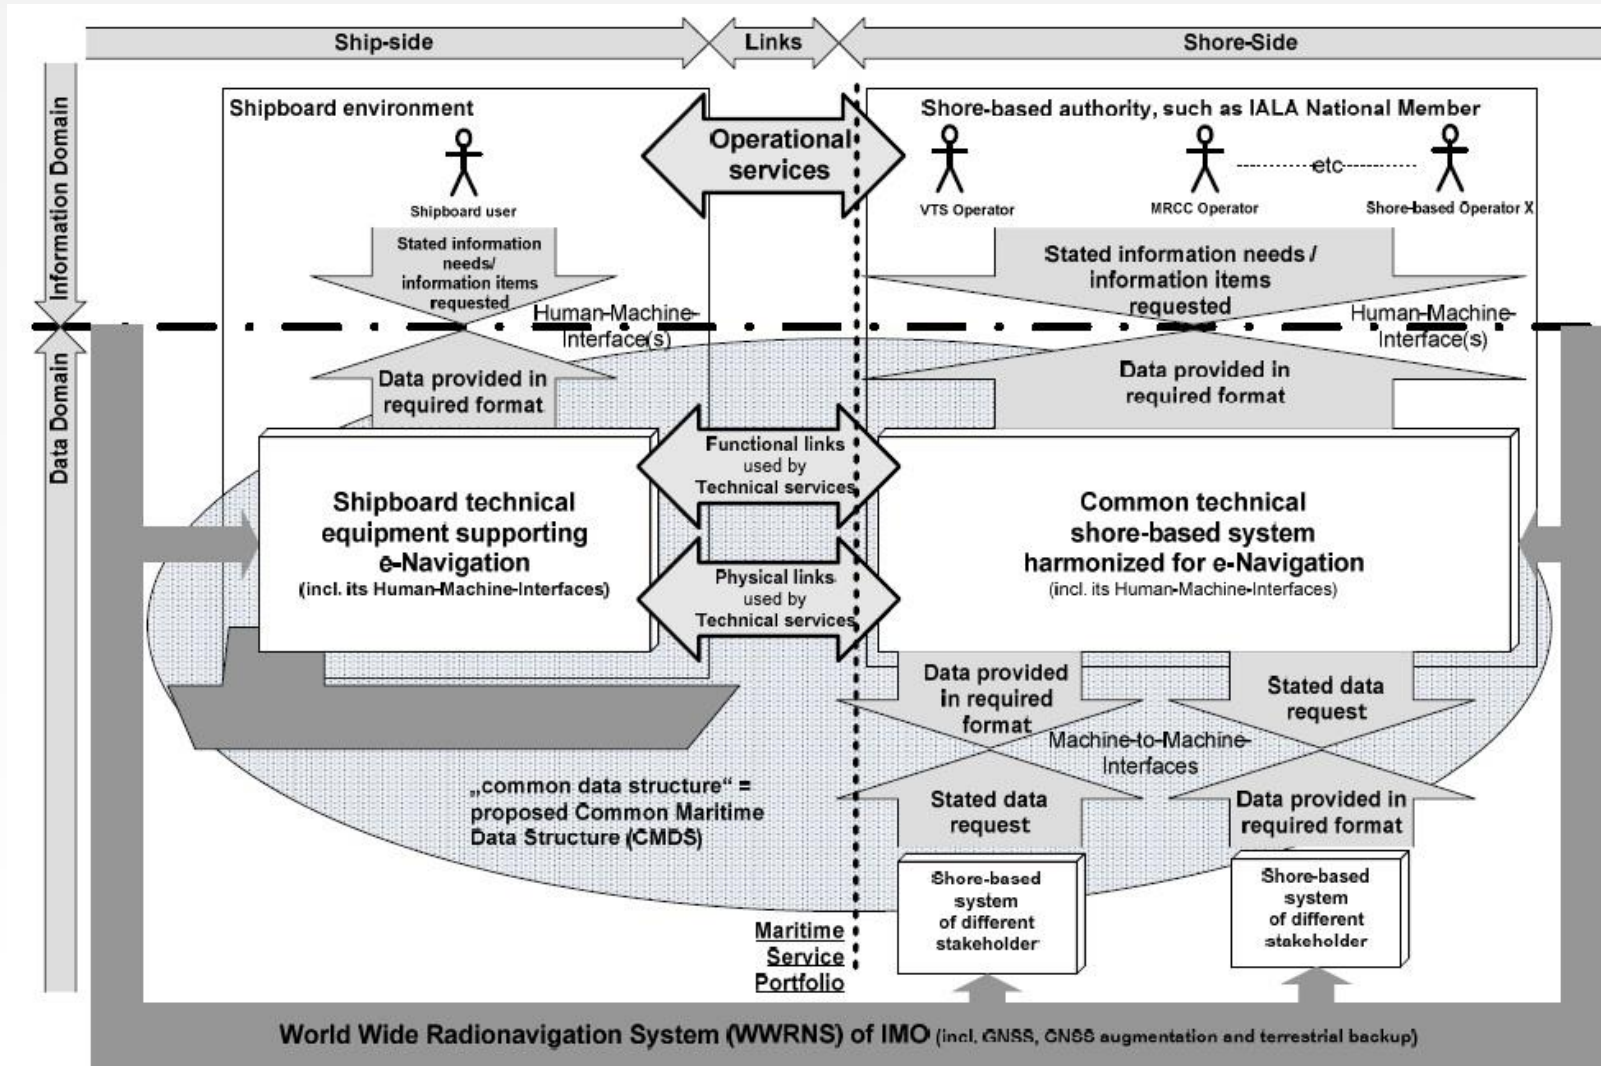 Ship-side
Links
Shore-Side
Information Domain
Data Domain
Shipboard environment
Shipboard user
Operational
services
Shore-based authority, such as IALA National Member
VTS Operator
MRCC Operator
etc
Shore-based Operator X
Stated information
needs/
information items
requested
Human-Machine-
Interface(s)
Stated information needs /
information items
requested
Human-Machine-
Interface(s)
Data provided in
required format
Data provided in
required format
Shipboard technical
equipment supporting
e-Navigation
(incl. its Human-Machine-Interfaces)
Functional links
used by
Technical services
Physical links
used by
Technical services
Common technical
shore-based system
harmonized for e-Navigation
(incl. its Human-Machine-Interfaces)
Data provided
in required
format
Stated data
request
Machine-to-Machine-
Interfaces
Stated data
request
Data provided in
required format
„common data structure“ =
proposed Common Maritime
Data Structure (CMDS)
Shore-based
system
of different
stakeholder
Shore-based
system
of different
stakeholder
Maritime
Service
Portfolio
World Wide Radionavigation System (WWRNS) of IMO (incl. GNSS, GNSS augmentation and terrestrial backup)